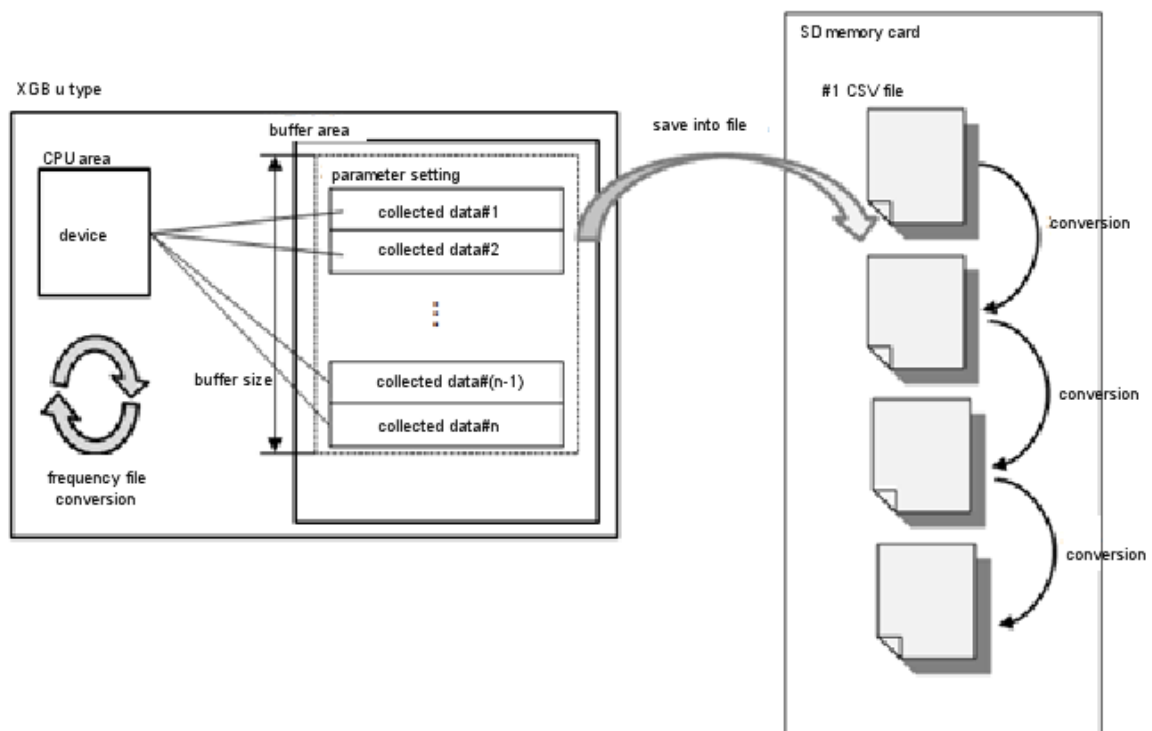 SD memory card
XGB u type
#1 CSV file
buffer area
save into file
CPU area
parameter setting
collected data#1
device
collected data#2
conversion
buffer size
collected data#(n-1)
conversion
collected data#n
frequency file
conversion
conversion